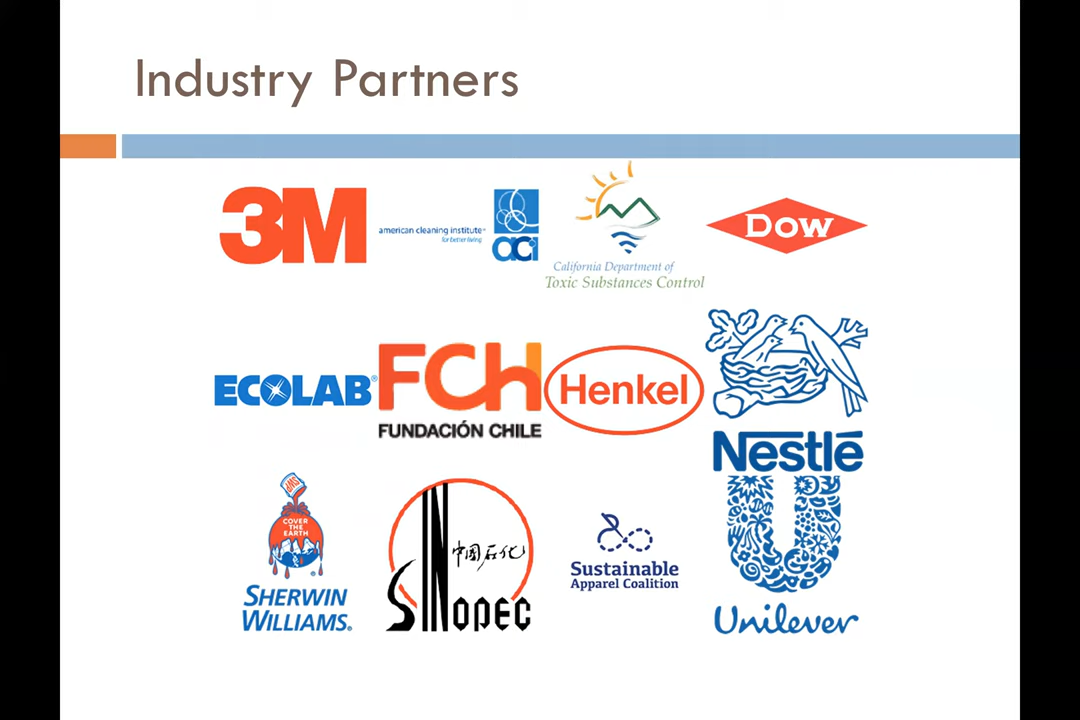 Industry Partners
3M
american cleaning institute®
for better living
aci
California Department of
Toxic Substances Control
DOW
ECOLAB®
FCH
FUNDACIÓN CHILE
Henkel
Nestlé
SWP
COVER
THE
EARTH
®
SHERWIN
WILLIAMS®
中国石化
SINOPEC
Sustainable
Apparel Coalition
U
Unilever